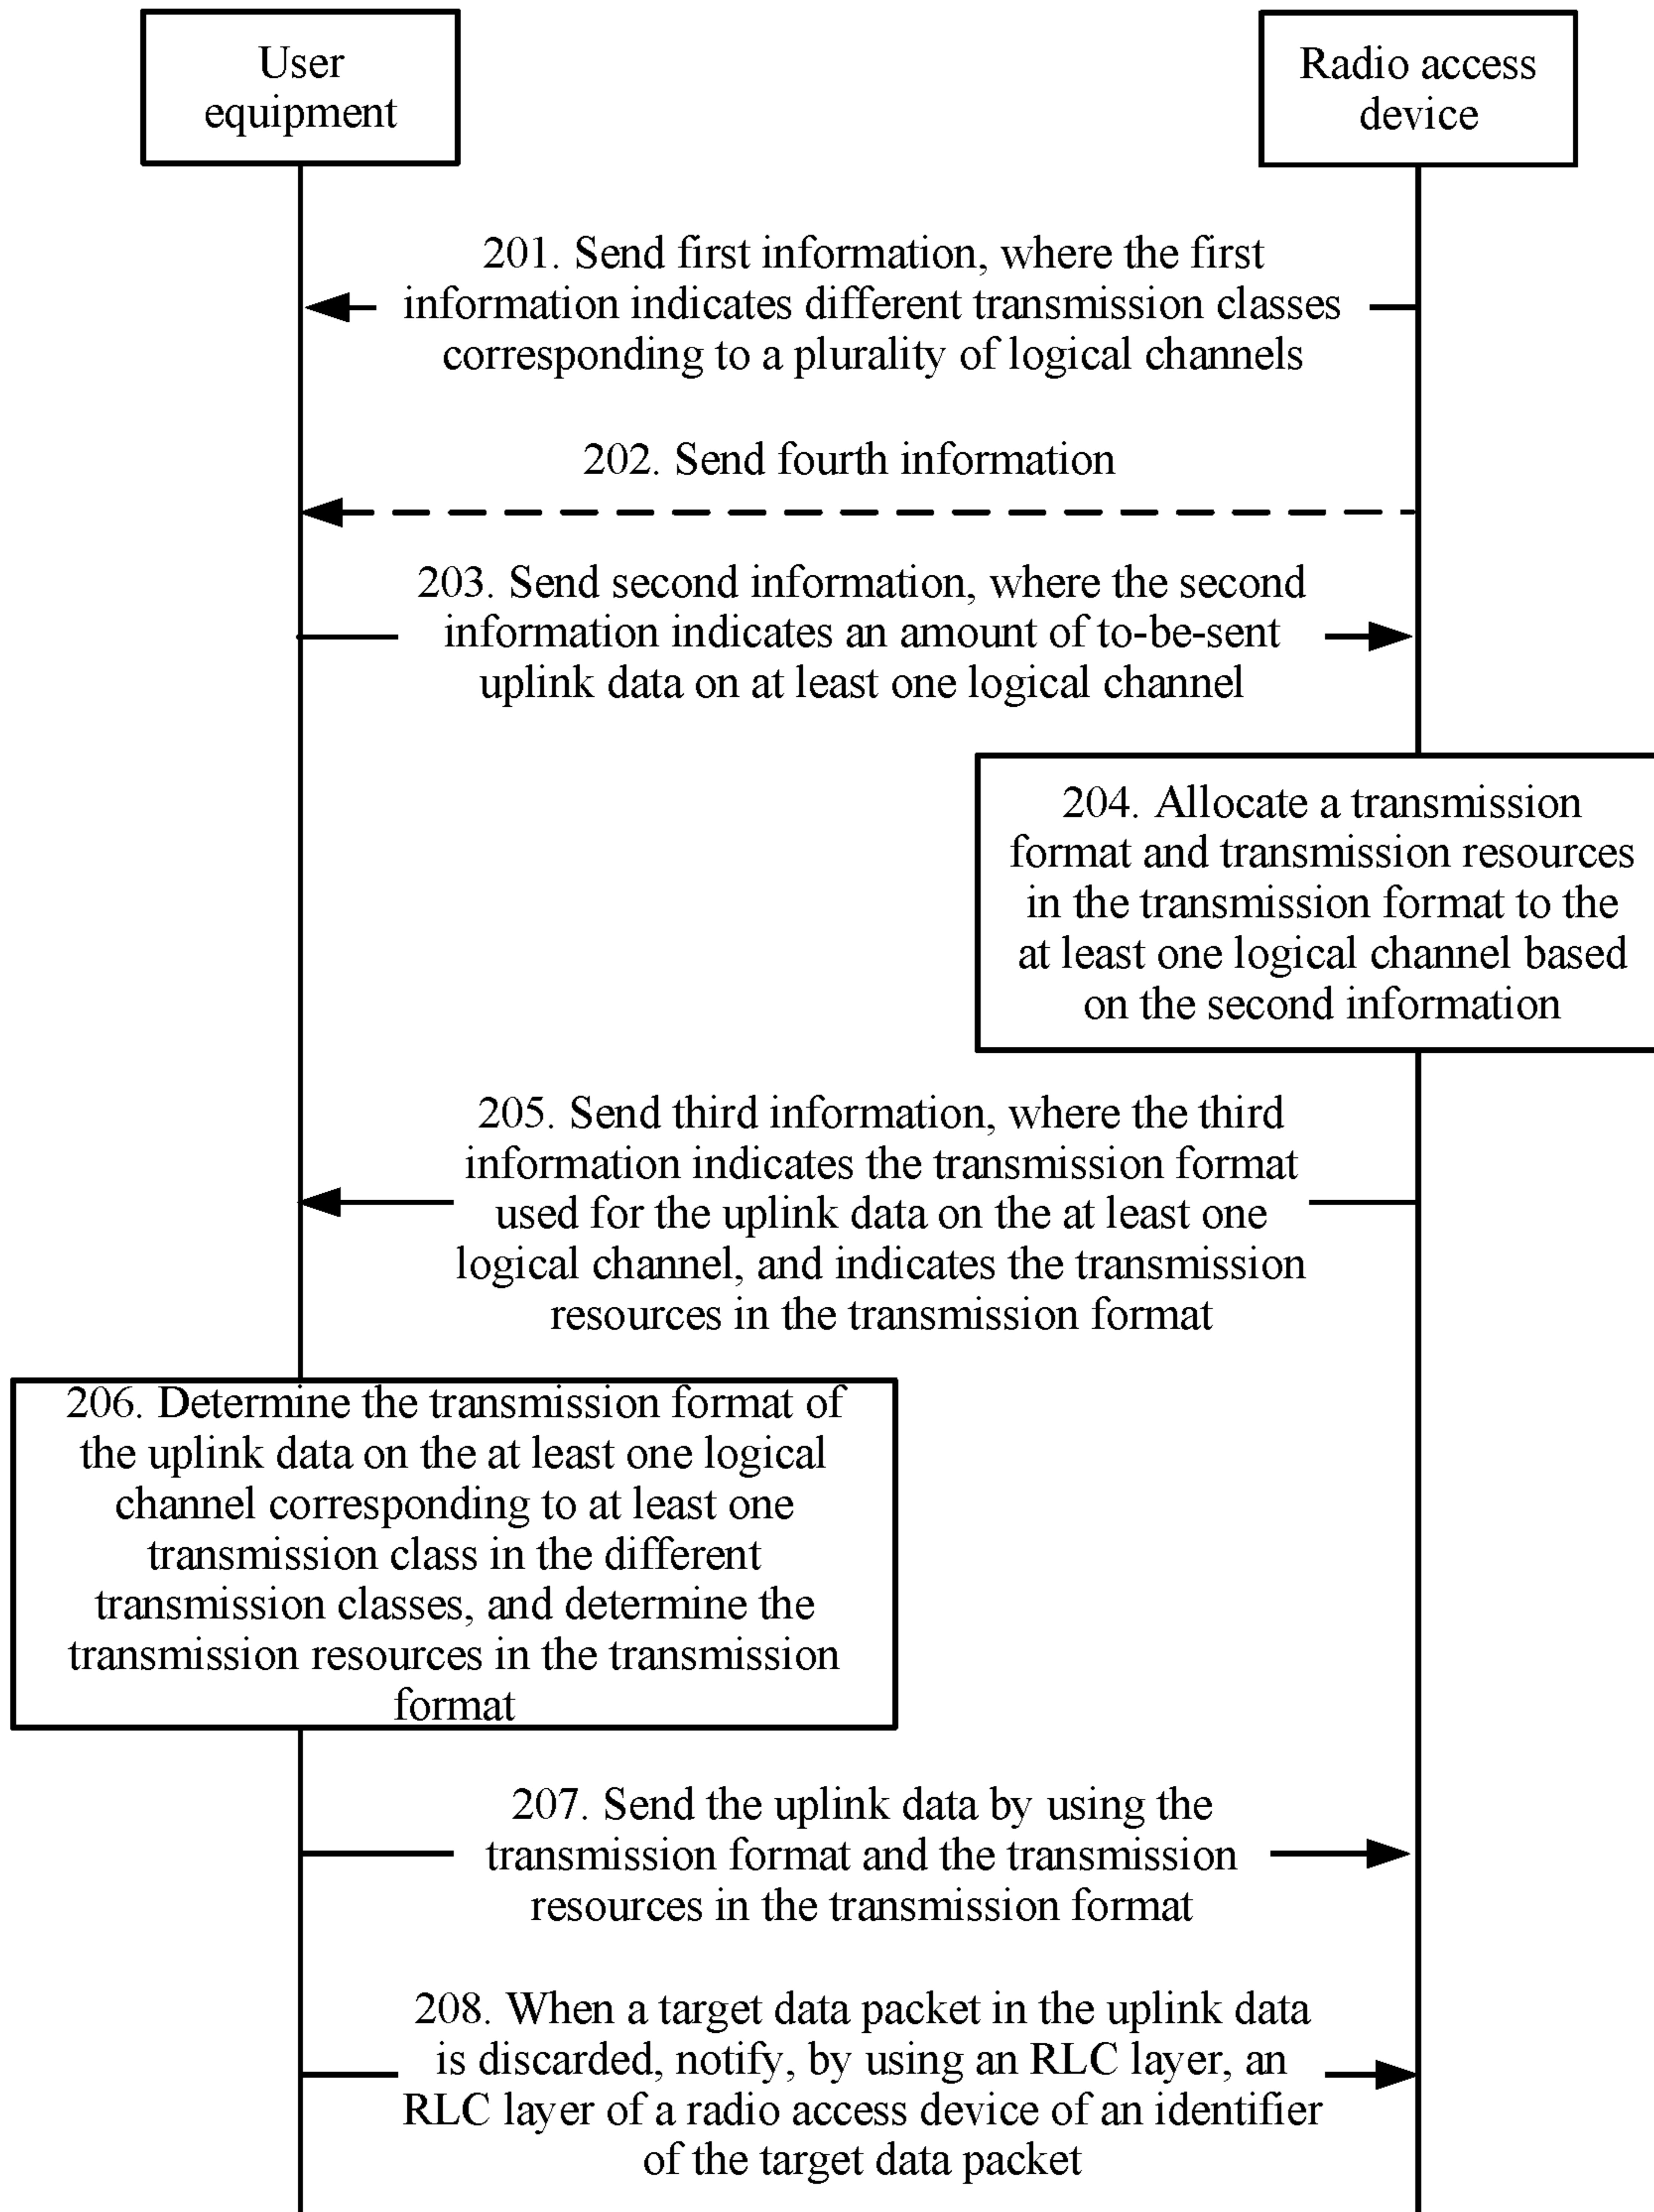 User
equipment
Radio access
device
201. Send first information, where the first
information indicates different transmission classes
corresponding to a plurality of logical channels
202. Send fourth information
203. Send second information, where the second
information indicates an amount of to-be-sent
uplink data on at least one logical channel
204. Allocate a transmission
format and transmission resources
in the transmission format to the
at least one logical channel based
on the second information
205. Send third information, where the third
information indicates the transmission format
used for the uplink data on the at least one
logical channel, and indicates the transmission
resources in the transmission format
206. Determine the transmission format of
the uplink data on the at least one logical
channel corresponding to at least one
transmission class in the different
transmission classes, and determine the
transmission resources in the transmission
format
207. Send the uplink data by using the
transmission format and the transmission
resources in the transmission format
208. When a target data packet in the uplink data
is discarded, notify, by using an RLC layer, an
RLC layer of a radio access device of an identifier
of the target data packet